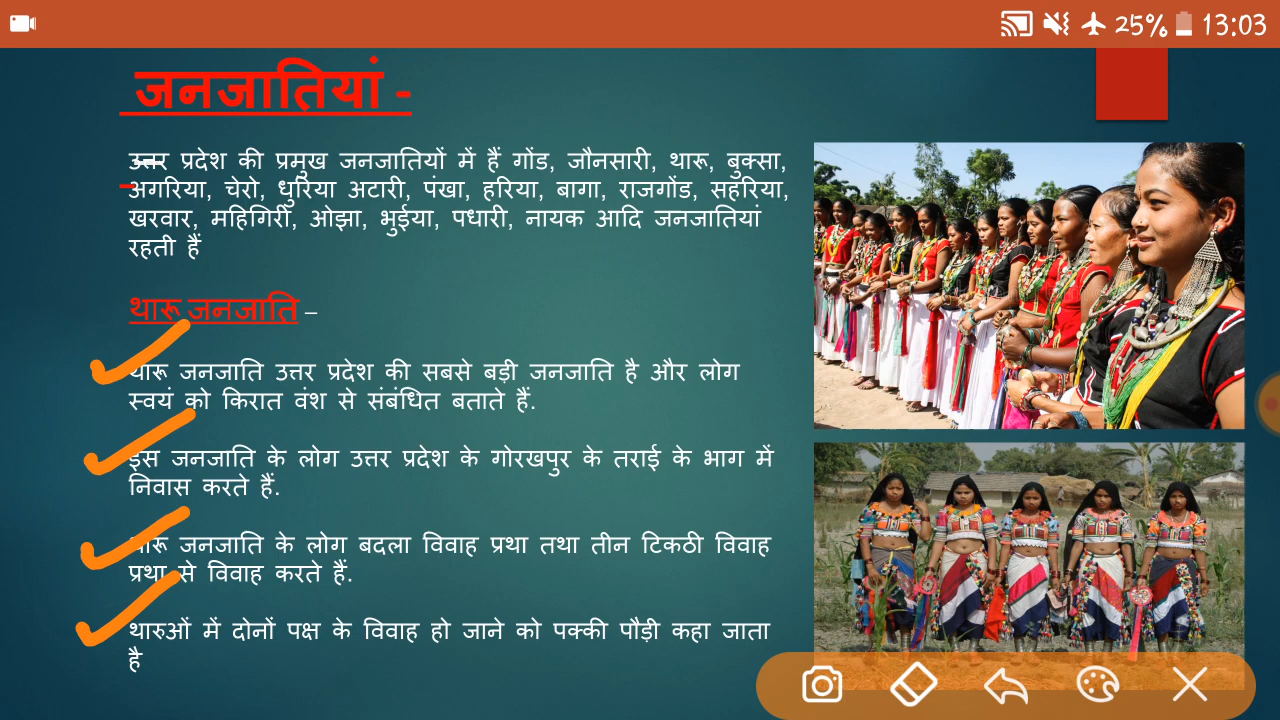 25% 13:03
जनजातियां -
उत्तर प्रदेश की प्रमुख जनजातियों में हैं गोंड, जौनसारी, थारू, बुक्सा,
अगरिया, चेरो, धुरिया अटारी, पंखा, हरिया, बागा, राजगोंड, सहरिया,
खरवार, महिगिरी, ओझा, भुईया, पधारी, नायक आदि जनजातियां
रहती हैं
थारू जनजाति –
थारू जनजाति उत्तर प्रदेश की सबसे बड़ी जनजाति है और लोग
स्वयं को किरात वंश से संबंधित बताते हैं.
इस जनजाति के लोग उत्तर प्रदेश के गोरखपुर के तराई के भाग में
निवास करते हैं.
थारू जनजाति के लोग बदला विवाह प्रथा तथा तीन टिकठी विवाह
प्रथा से विवाह करते हैं.
थारुओं में दोनों पक्ष के विवाह हो जाने को पक्की पौड़ी कहा जाता
है